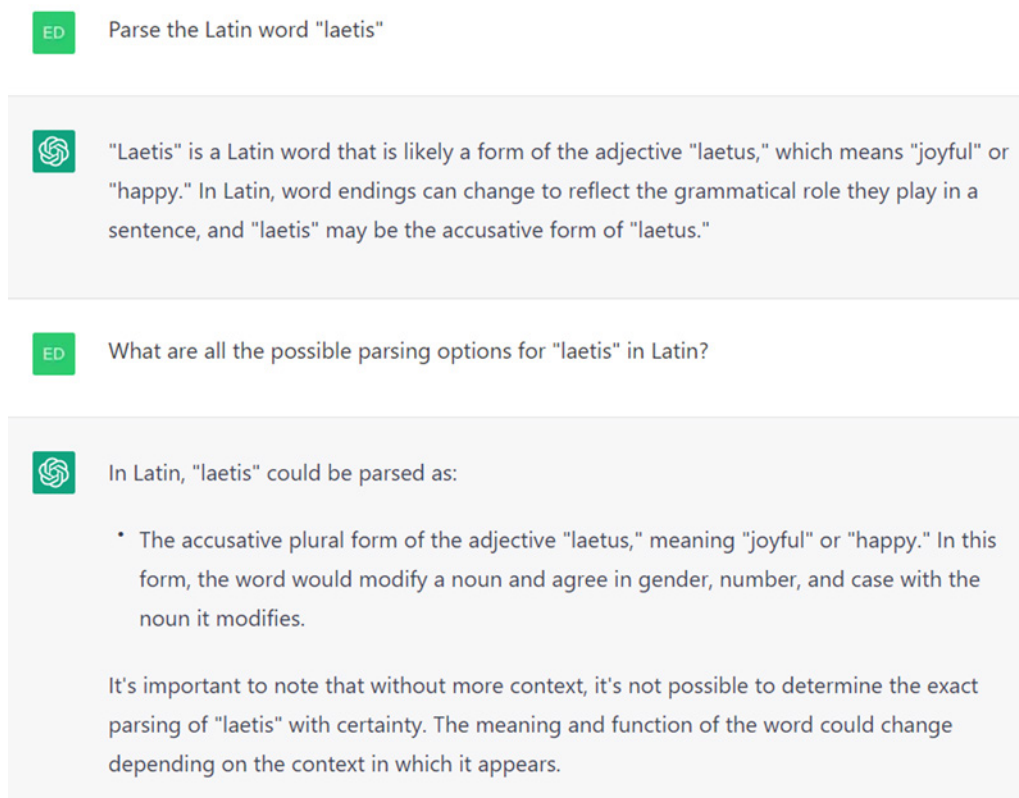 ED
Parse the Latin word "laetis"
"Laetis" is a Latin word that is likely a form of the adjective "laetus," which means "joyful" or
"happy." In Latin, word endings can change to reflect the grammatical role they play in a
sentence, and "laetis" may be the accusative form of "laetus."
ED
What are all the possible parsing options for "laetis" in Latin?
In Latin, "laetis" could be parsed as:
• The accusative plural form of the adjective "laetus," meaning "joyful" or "happy." In this
form, the word would modify a noun and agree in gender, number, and case with the
noun it modifies.
It's important to note that without more context, it's not possible to determine the exact
parsing of "laetis" with certainty. The meaning and function of the word could change
depending on the context in which it appears.